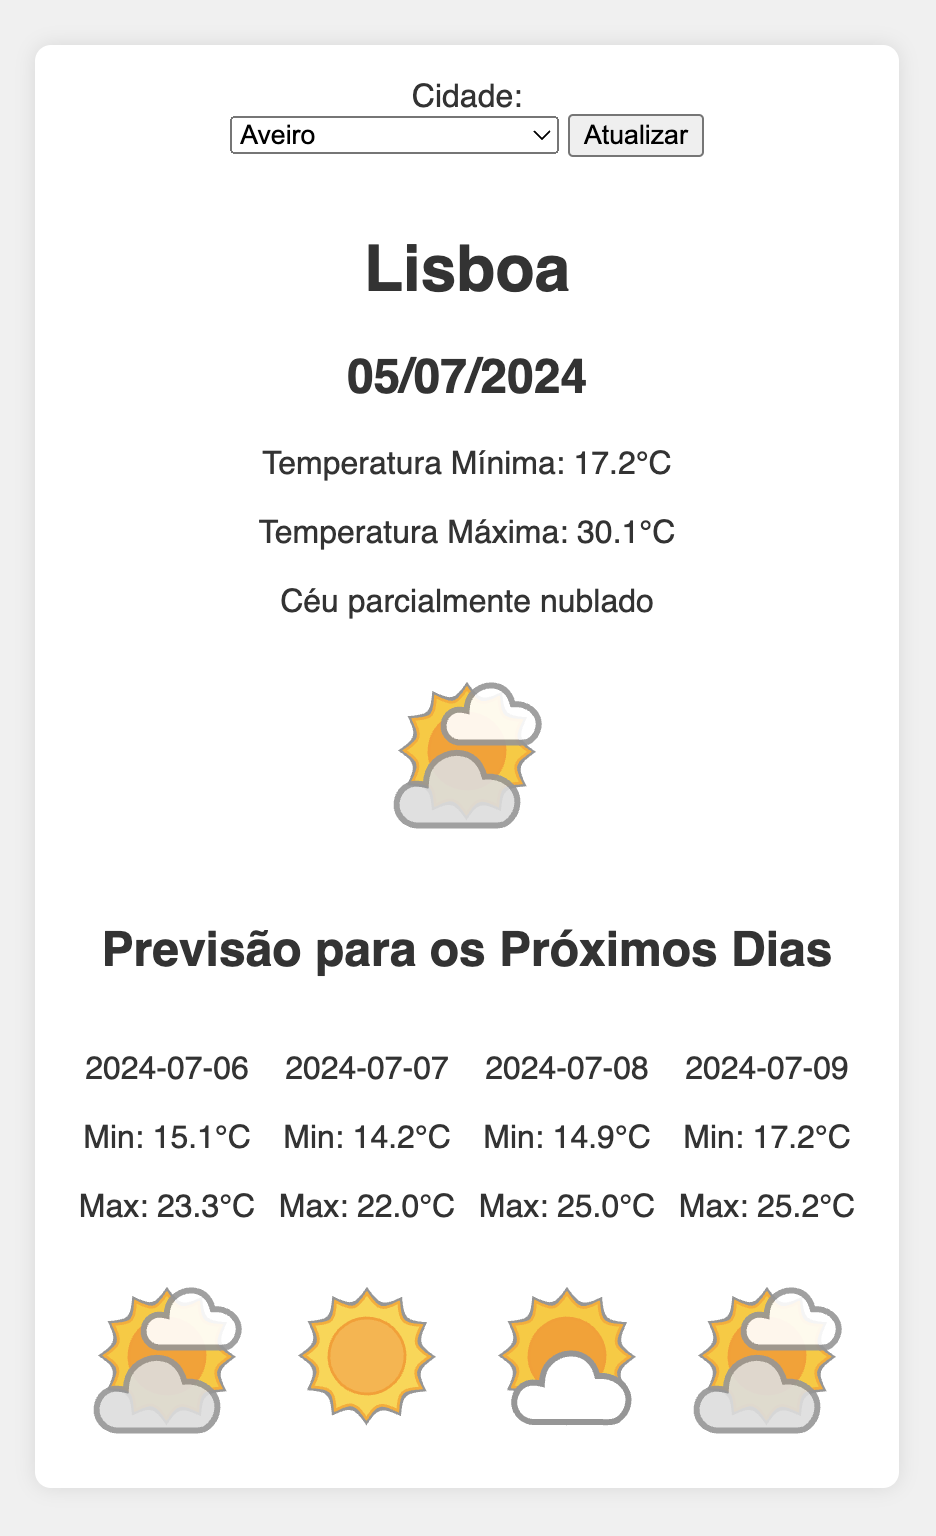 Cidade:
Aveiro Atualizar
Lisboa
05/07/2024
Temperatura Mínima: 17.2°C
Temperatura Máxima: 30.1°C
Céu parcialmente nublado
Previsão para os Próximos Dias
2024-07-06 2024-07-07 2024-07-08 2024-07-09
Min: 15.1°C Min: 14.2°C Min: 14.9°C Min: 17.2°C
Max: 23.3°C Max: 22.0°C Max: 25.0°C Max: 25.2°C